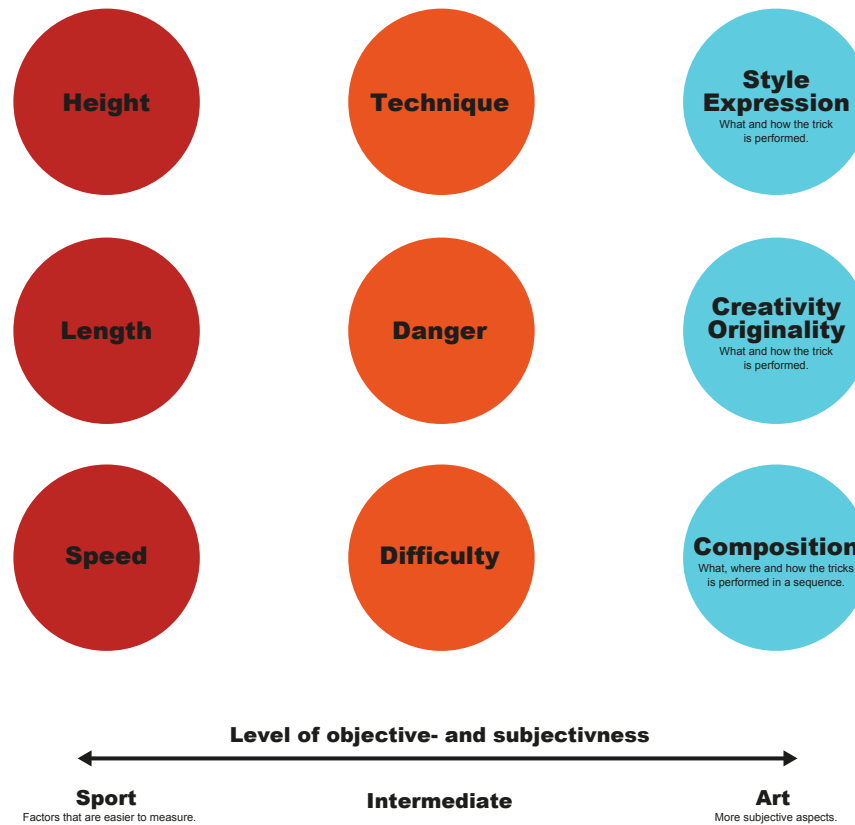 Height
Technique
Style
Expression
What and how the trick
is performed.
Length
Danger
Creativity
Originality
What and how the trick
is performed.
Speed
Difficulty
Composition
What, where and how the tricks
is performed in a sequence.
Level of objective- and subjectivness
Sport
Factors that are easier to measure.
Intermediate
Art
More subjective aspects.